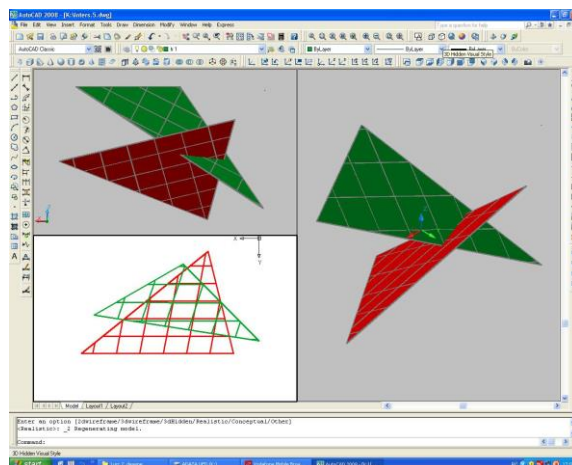 AutoCAD 2008 - [K:\Voters.5.dwg]
File Edit View Insert Format Tools Draw Dimension Modify Window Help Express
AutoCAD Classic
ByLayer
ByLayer
ByLayer
3D Hidden Visual Style
X
Y
Model / Layout1 / Layout2
Enter an option [2dwireframe/3dwireframe/3dHidden/Realistic/Conceptual/Other]
<Realistic>: _2 Regenerating model.
Command:
3D Hidden Visual Style
start